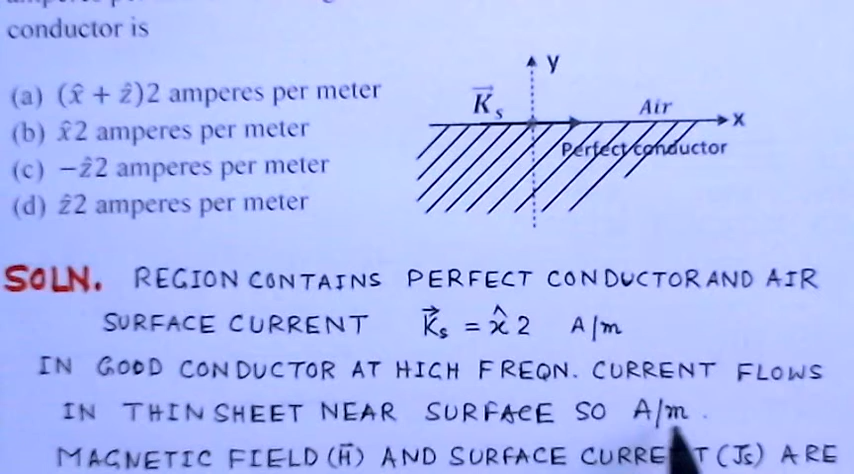 conductor is
(a) (x̂ + ẑ)2 amperes per meter
(b) x̂2 amperes per meter
(c) −ẑ2 amperes per meter
(d) ẑ2 amperes per meter
y
K⃗s
Air
x
Perfect conductor
SOLN. REGION CONTAINS PERFECT CONDUCTOR AND AIR
SURFACE CURRENT K⃗s = x̂ 2 A/m
IN GOOD CONDUCTOR AT HIGH FREQN. CURRENT FLOWS
IN THIN SHEET NEAR SURFACE SO A/m.
MAGNETIC FIELD (H̄) AND SURFACE (Js) ARE